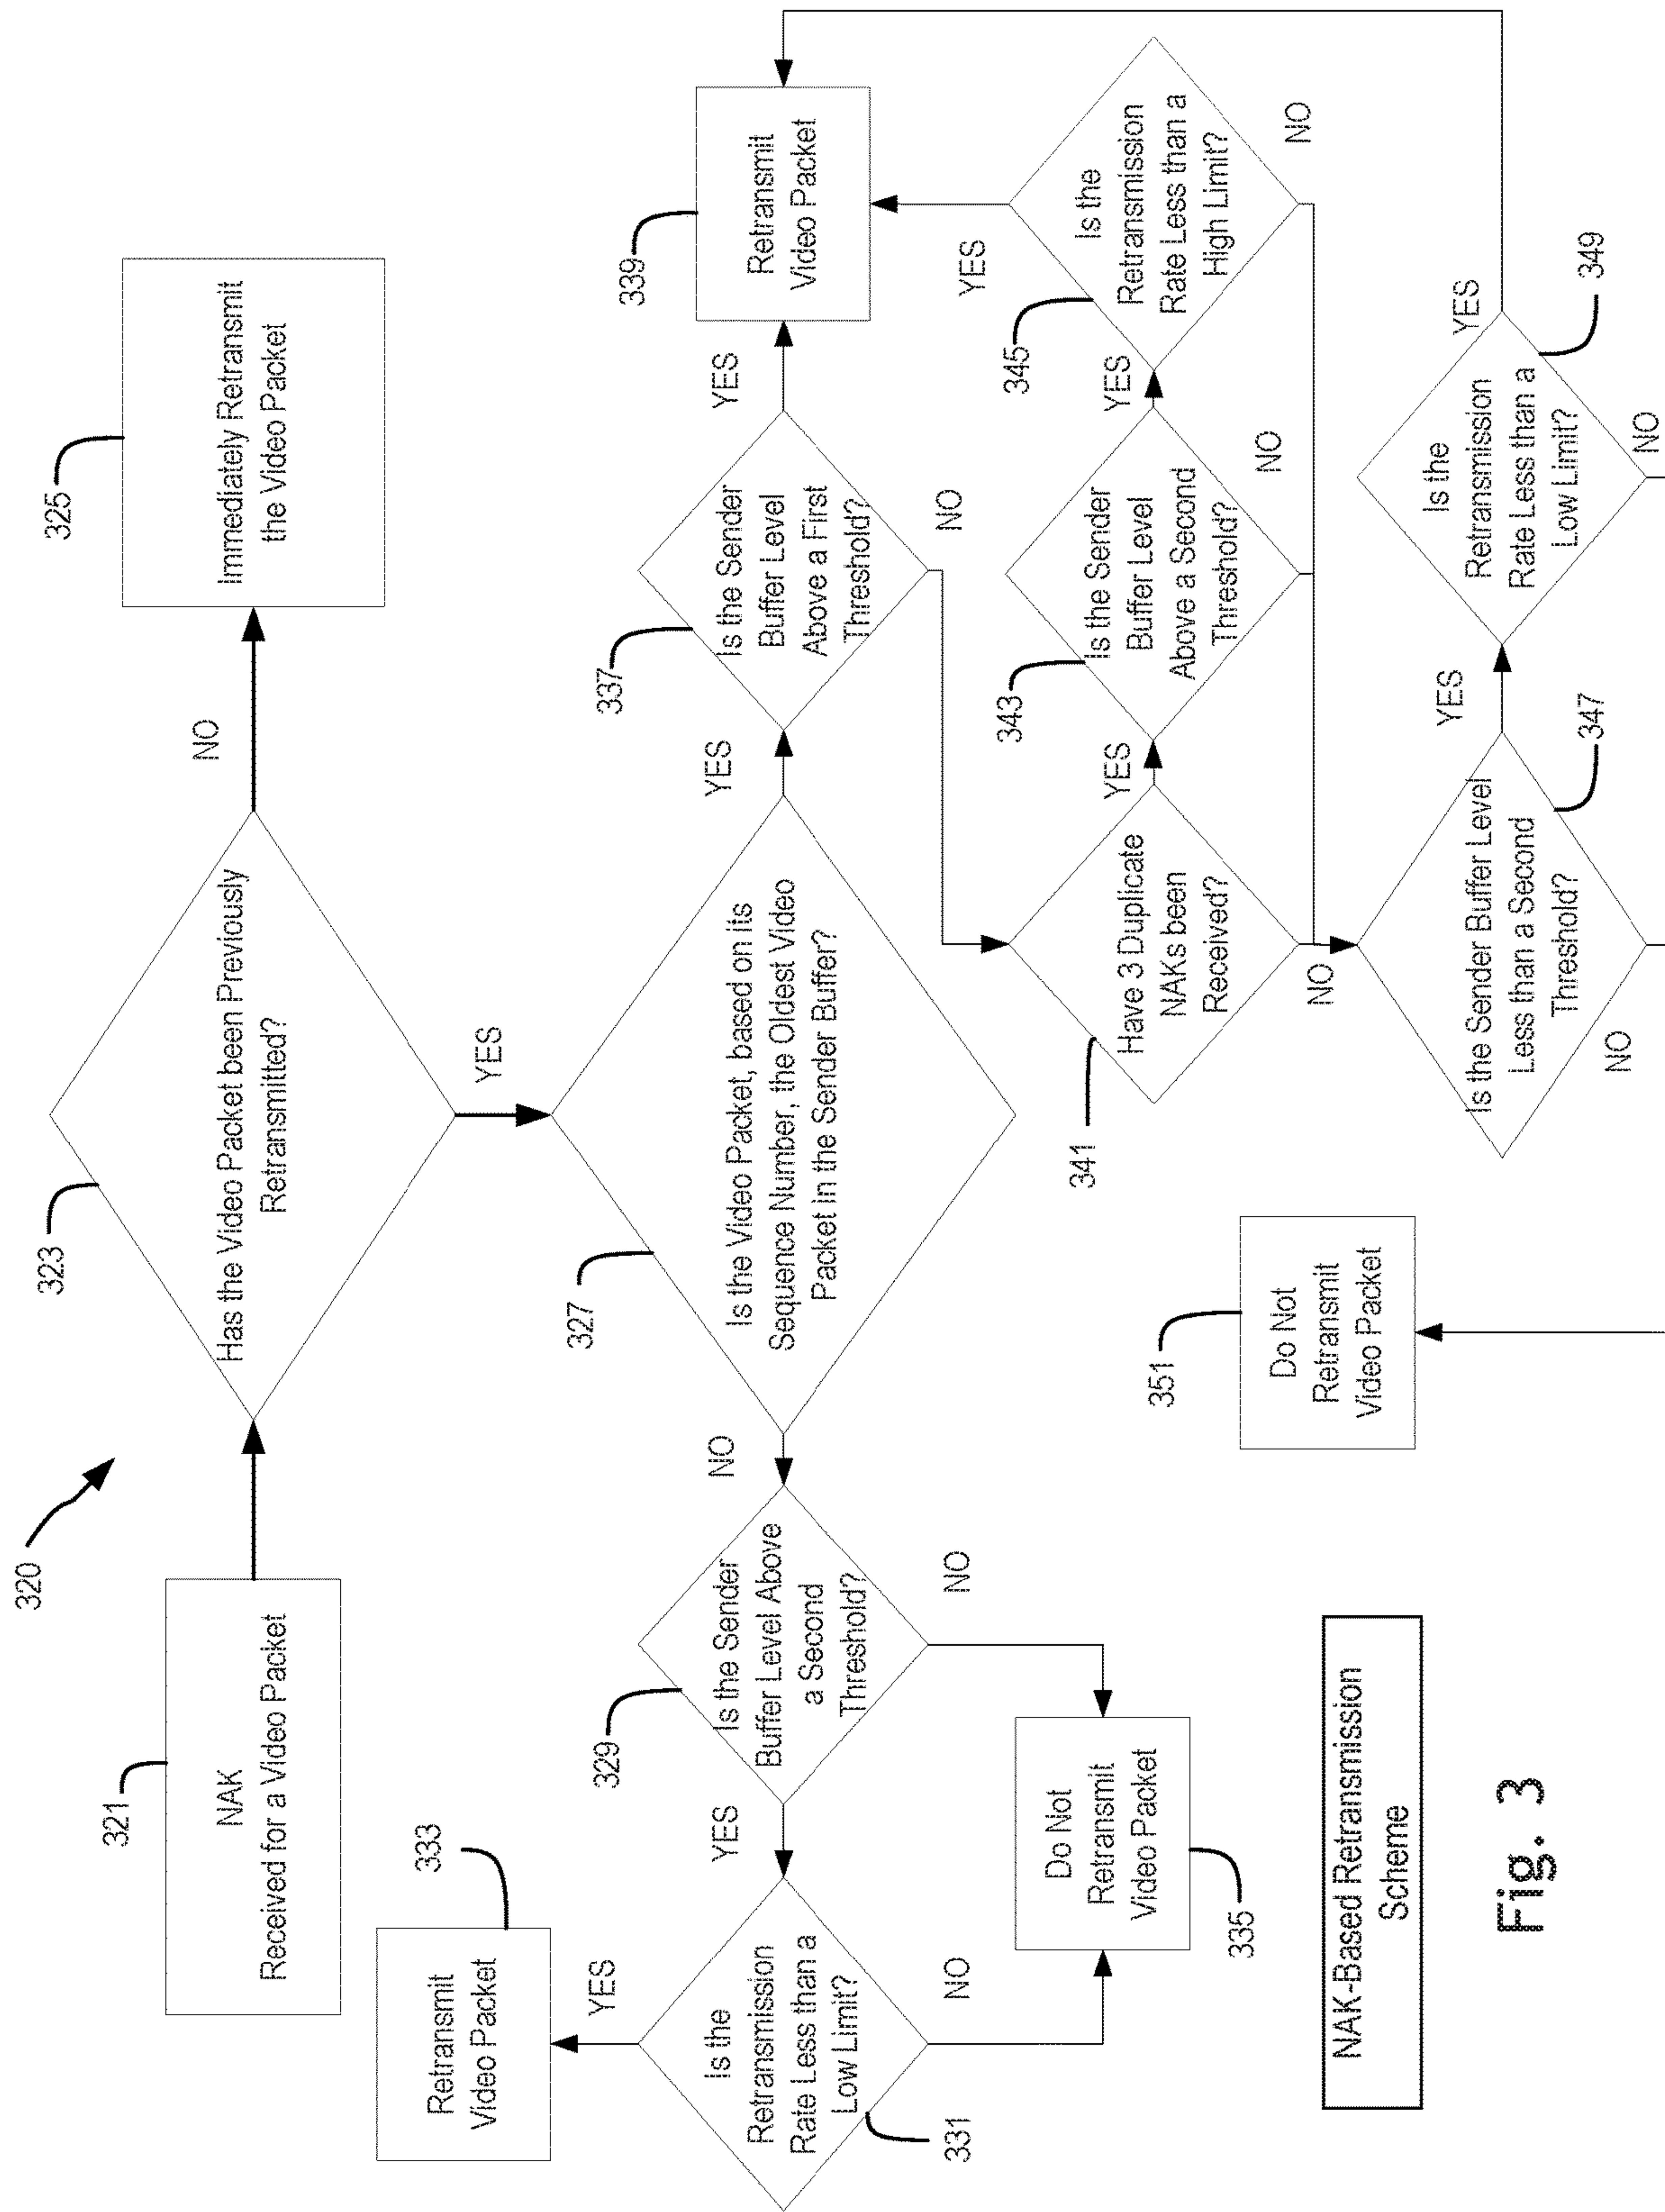 320
321
NAK
Received for a Video Packet
323
Has the Video Packet been Previously
Retransmitted?
NO
325
Immediately Retransmit
the Video Packet
YES
327
Is the Video Packet, based on its
Sequence Number, the Oldest Video
Packet in the Sender Buffer?
NO
329
Is the Sender
Buffer Level Above
a Second
Threshold?
YES
NO
331
Is the
Retransmission
Rate Less than a
Low Limit?
YES
NO
333
Retransmit
Video Packet
335
Do Not
Retransmit
Video Packet
YES
337
Is the Sender
Buffer Level
Above a First
Threshold?
YES
NO
339
Retransmit
Video Packet
341
Have 3 Duplicate
NAKs been
Received?
YES
NO
343
Is the Sender
Buffer Level
Above a Second
Threshold?
YES
NO
345
Is the
Retransmission
Rate Less than a
High Limit?
YES
NO
347
Is the Sender Buffer Level
Less than a Second
Threshold?
YES
NO
349
Is the
Retransmission
Rate Less than a
Low Limit?
YES
NO
351
Do Not
Retransmit
Video Packet
NAK-Based Retransmission
Scheme
Fig. 3